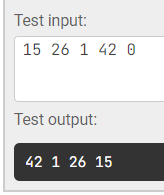 Test input:
15 26 1 42 0
Test output:
42 1 26 15